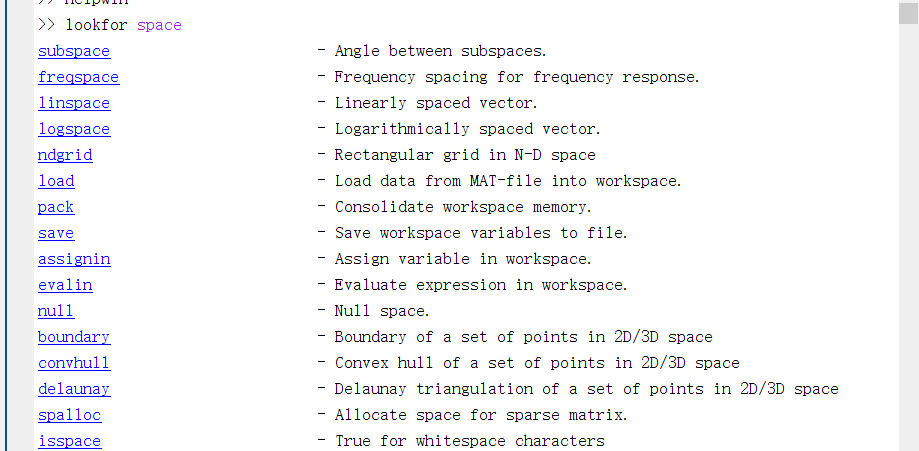 >> helpwin
>> lookfor space
subspace - Angle between subspaces.
freqspace - Frequency spacing for frequency response.
linspace - Linearly spaced vector.
logspace - Logarithmically spaced vector.
ndgrid - Rectangular grid in N-D space
load - Load data from MAT-file into workspace.
pack - Consolidate workspace memory.
save - Save workspace variables to file.
assignin - Assign variable in workspace.
evalin - Evaluate expression in workspace.
null - Null space.
boundary - Boundary of a set of points in 2D/3D space
convhull - Convex hull of a set of points in 2D/3D space
delaunay - Delaunay triangulation of a set of points in 2D/3D space
spalloc - Allocate space for sparse matrix.
isspace - True for whitespace characters